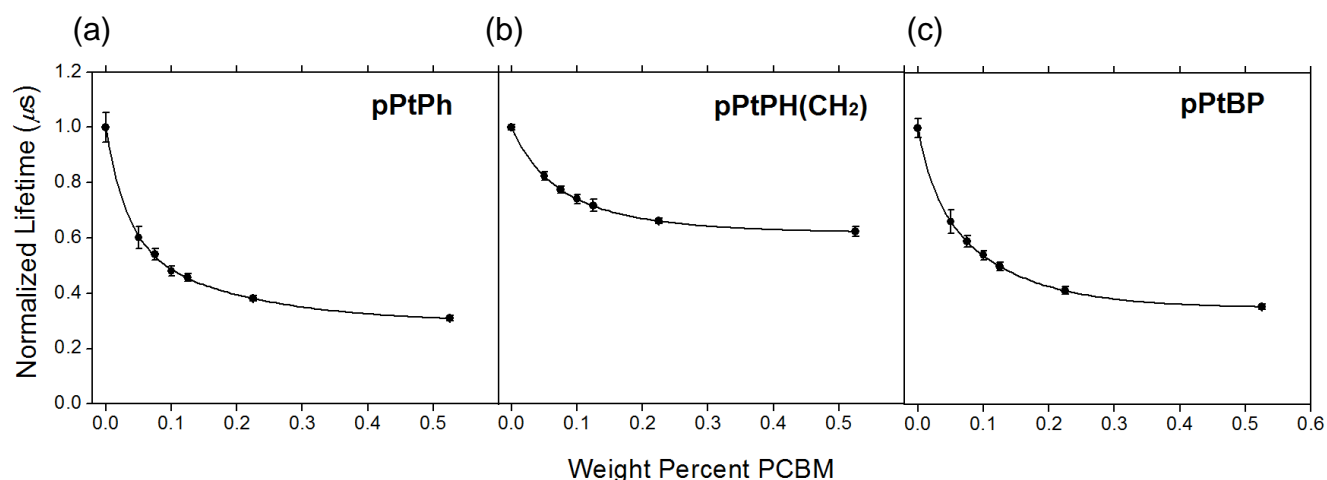 (a)
(b)
(c)
pPtPh
pPtPH(CH₂)
pPtBP
Normalized Lifetime (μs)
1.2
1.0
0.8
0.6
0.4
0.2
0.0
0.0 0.1 0.2 0.3 0.4 0.5
0.0 0.1 0.2 0.3 0.4 0.5
0.0 0.1 0.2 0.3 0.4 0.5 0.6
Weight Percent PCBM